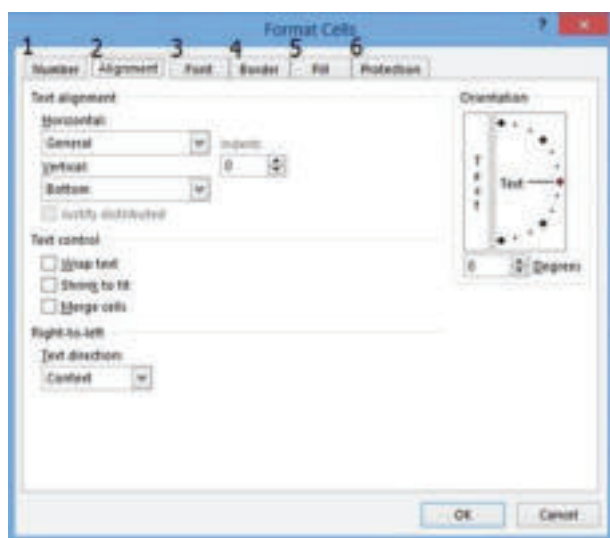 Format Cells ?
1 2 3 4 5 6
Number Alignment Font Border Fill Protection
Text alignment
Horizontal:
General
Indent:
Vertical:
0
Bottom
Justify distributed
Text control
Wrap text
Shrink to fit
Merge cells
Right-to-left
Text direction:
Context
Orientation
Text
Text
0 Degrees
OK Cancel